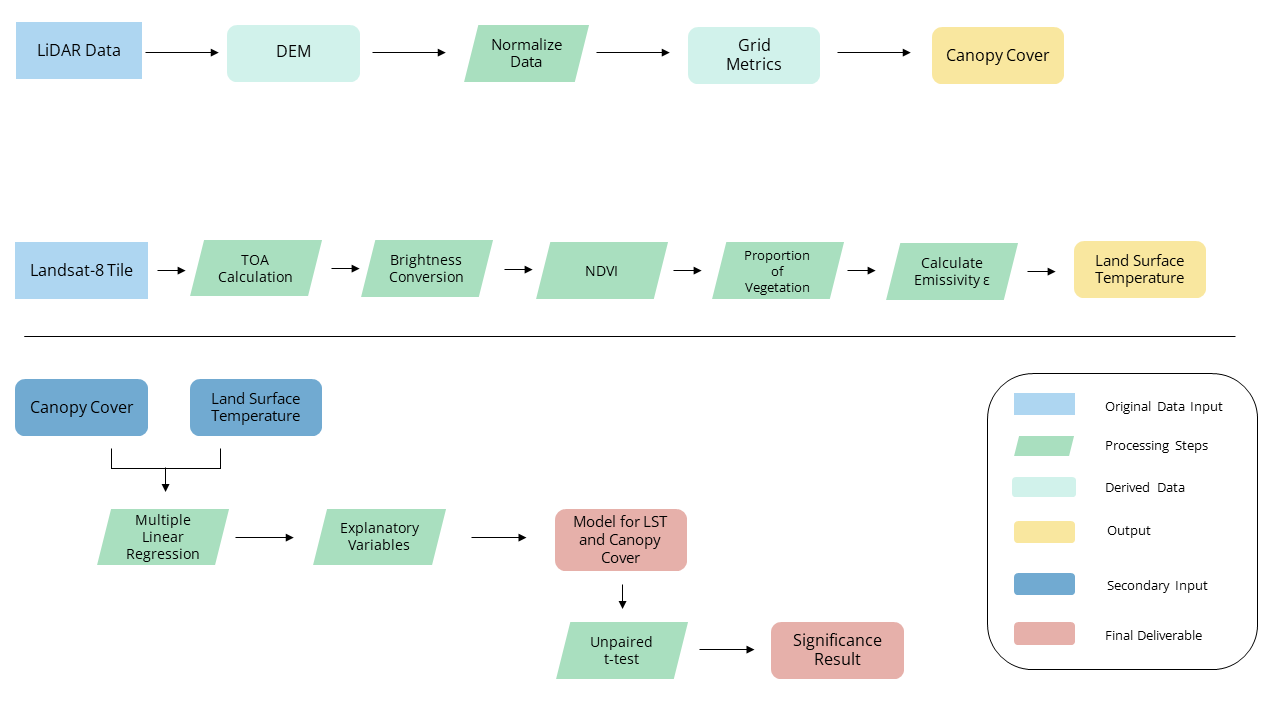 LiDAR Data
DEM
Normalize
Data
Grid
Metrics
Canopy Cover
Landsat-8 Tile
TOA
Calculation
Brightness
Conversion
NDVI
Proportion
of
Vegetation
Calculate
Emissivity ε
Land Surface
Temperature
Canopy Cover
Land Surface
Temperature
Multiple
Linear
Regression
Explanatory
Variables
Model for LST
and Canopy
Cover
Unpaired
t-test
Significance
Result
Original Data Input
Processing Steps
Derived Data
Output
Secondary Input
Final Deliverable